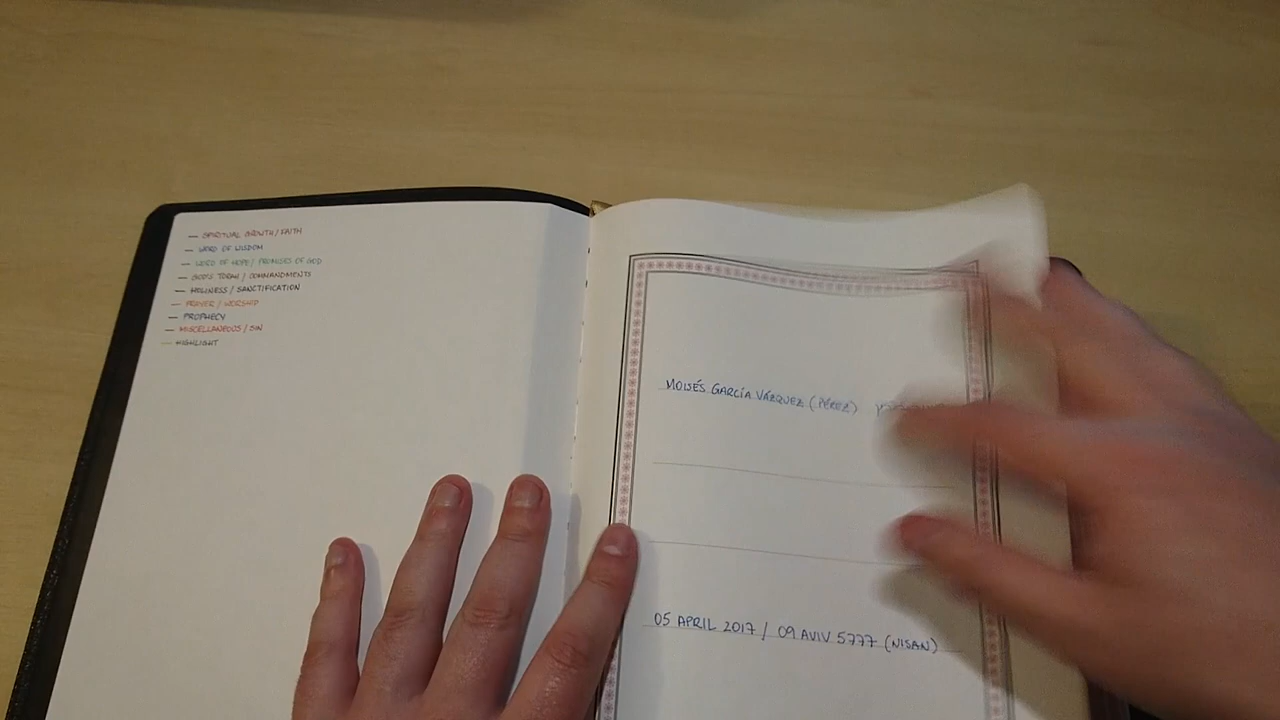 — SPIRITUAL GROWTH / FAITH
— WORD OF WISDOM
— WORD OF HOPE / PROMISES OF GOD
— GOD'S TORAH / COMMANDMENTS
— HOLINESS / SANCTIFICATION
— PRAYER / WORSHIP
— PROPHECY
— MISCELLANEOUS / SIN
— HIGHLIGHT
MOISÉS GARCÍA VÁZQUEZ (PÉREZ)
05 APRIL 2017 / 09 AVIV 5777 (NISAN)